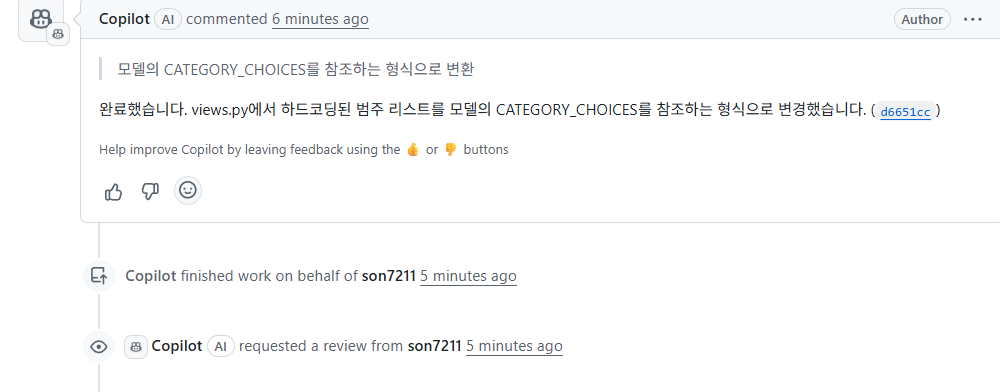 Copilot AI commented 6 minutes ago Author
모델의 CATEGORY_CHOICES를 참조하는 형식으로 변환
완료했습니다. views.py에서 하드코딩된 범주 리스트를 모델의 CATEGORY_CHOICES를 참조하는 형식으로 변경했습니다. ( d6651cc )
Help improve Copilot by leaving feedback using the 👍 or 👎 buttons
Copilot finished work on behalf of son7211 5 minutes ago
Copilot AI requested a review from son7211 5 minutes ago